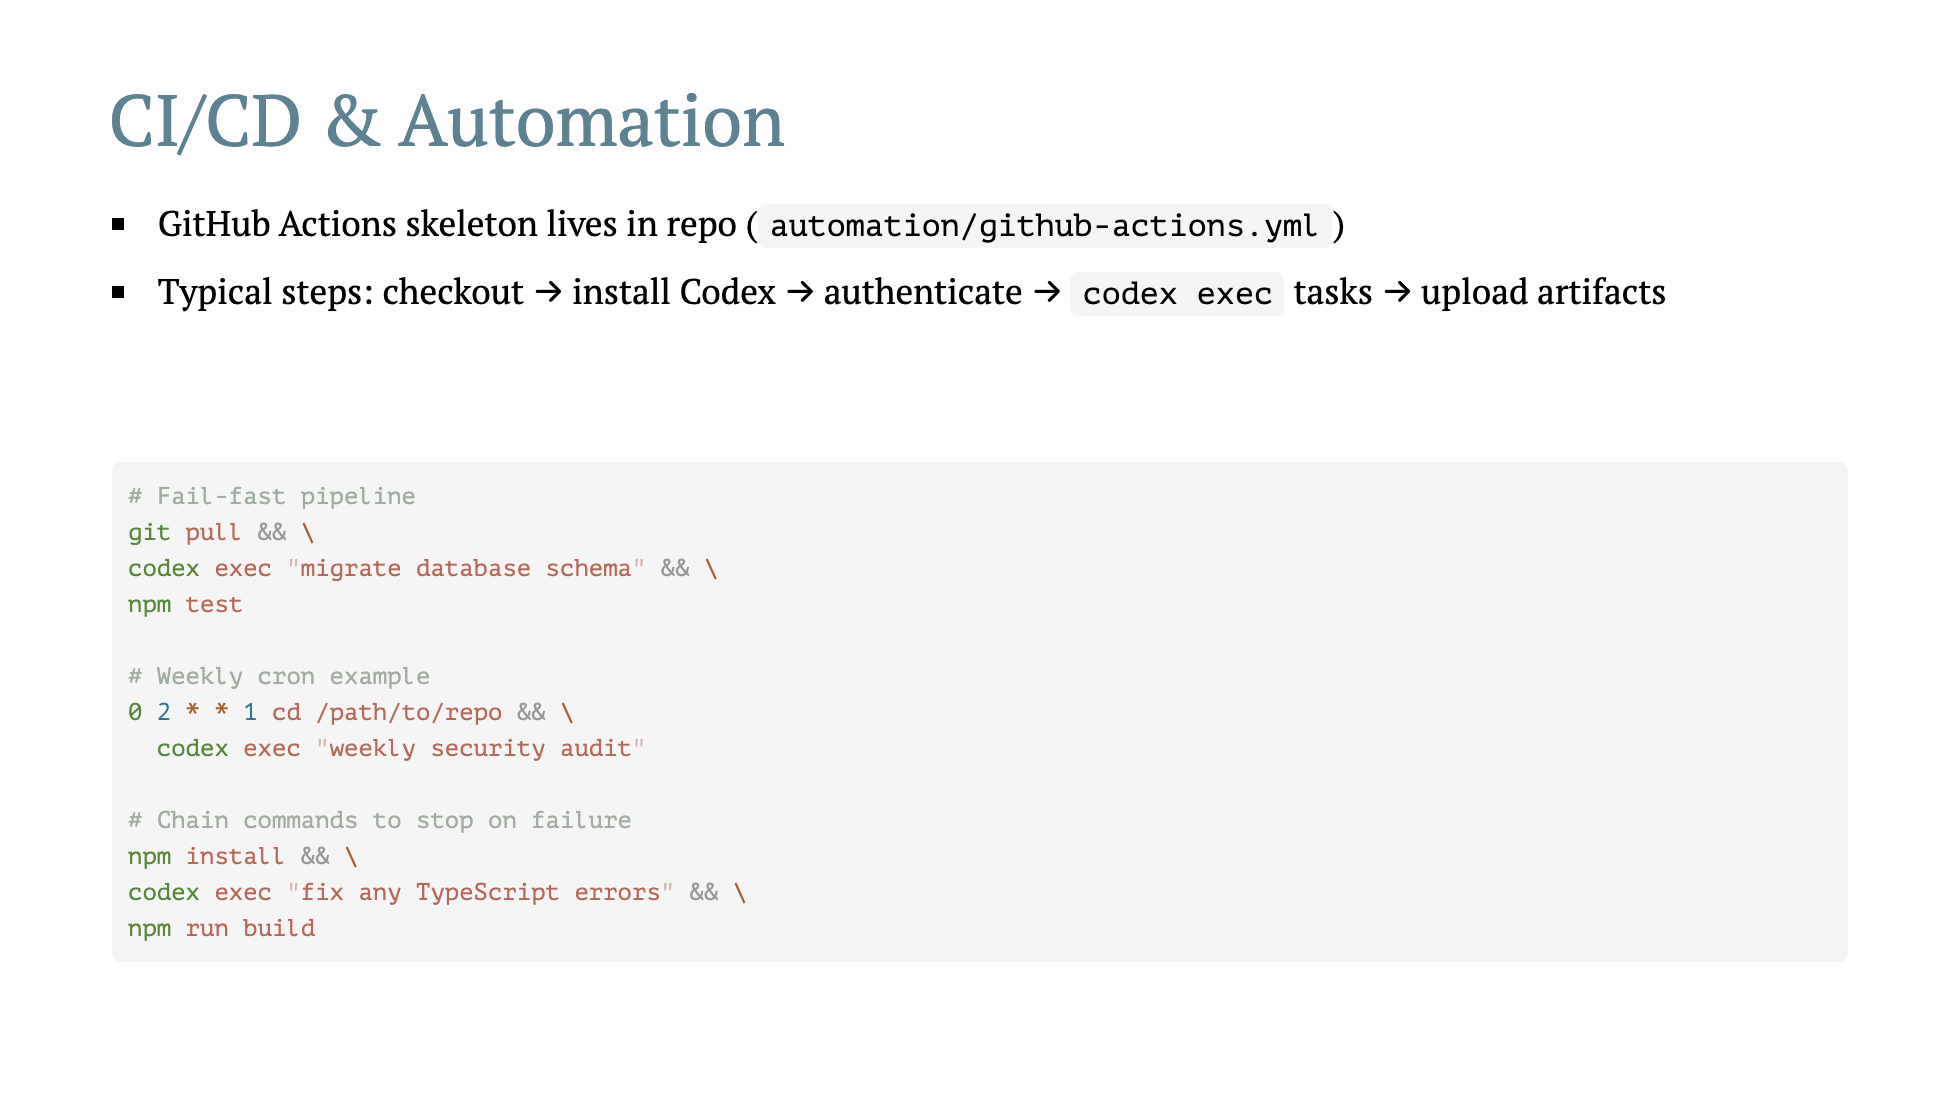 CI/CD & Automation
▪ GitHub Actions skeleton lives in repo (automation/github-actions.yml)
▪ Typical steps: checkout → install Codex → authenticate → codex exec tasks → upload artifacts
# Fail-fast pipeline
git pull && \
codex exec "migrate database schema" && \
npm test

# Weekly cron example
0 2 * * 1 cd /path/to/repo && \
  codex exec "weekly security audit"

# Chain commands to stop on failure
npm install && \
codex exec "fix any TypeScript errors" && \
npm run build